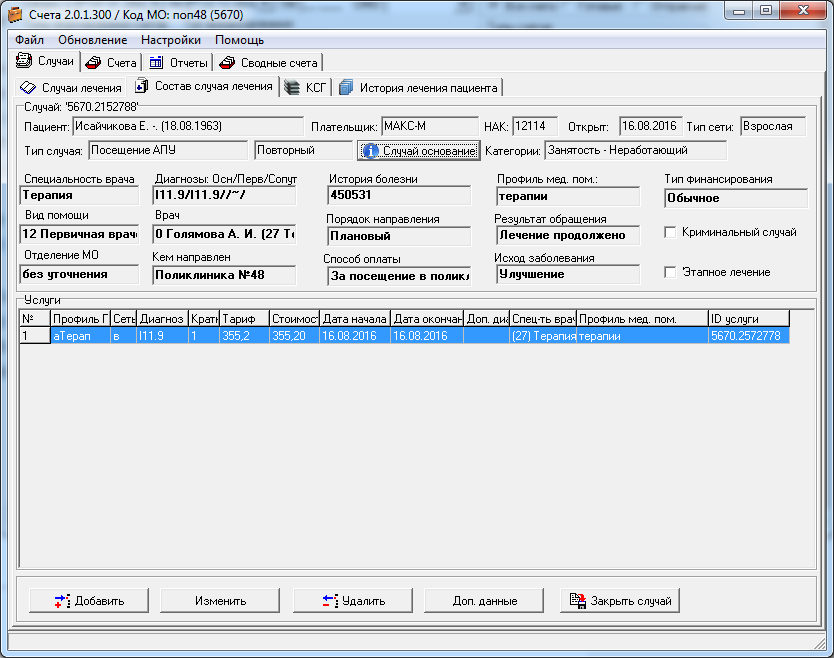 Счета 2.0.1.300 / Код МО: поп48 (5670)
Файл Обновление Настройки Помощь
Случаи Счета Отчеты Сводные счета
Случаи лечения Состав случая лечения КСГ История лечения пациента
Случай: '5670.2152788'
Пациент: Исайчикова Е. -. (18.08.1963) Плательщик: МАКС-М НАК: 12114 Открыт: 16.08.2016 Тип сети: Взрослая
Тип случая: Посещение АПУ Повторный Случай основание Категории: Занятость - Неработающий
Специальность врача Диагнозы: Осн/Перв/Сопут История болезни Профиль мед. пом.: Тип финансирования
Терапия I11.9/I11.9//~/ 450531 терапии Обычное
Вид помощи Врач Порядок направления Результат обращения
12 Первичная врач 0 Голямова А. И. (27 Те Плановый Лечение продолжено Криминальный случай
Отделение МО Кем направлен Способ оплаты Исход заболевания
без уточнения Поликлиника №48 За посещение в полик Улучшение Этапное лечение
Услуги
№ Профиль Г Сеть Диагноз Кратн Тариф Стоимос Дата начала Дата окончан Доп. диа Спец-ть врач Профиль мед. пом. ID услуги
1 аТерап в I11.9 1 355,2 355,20 16.08.2016 16.08.2016 (27) Терапия терапии 5670.2572778
Добавить Изменить Удалить Доп. данные Закрыть случай